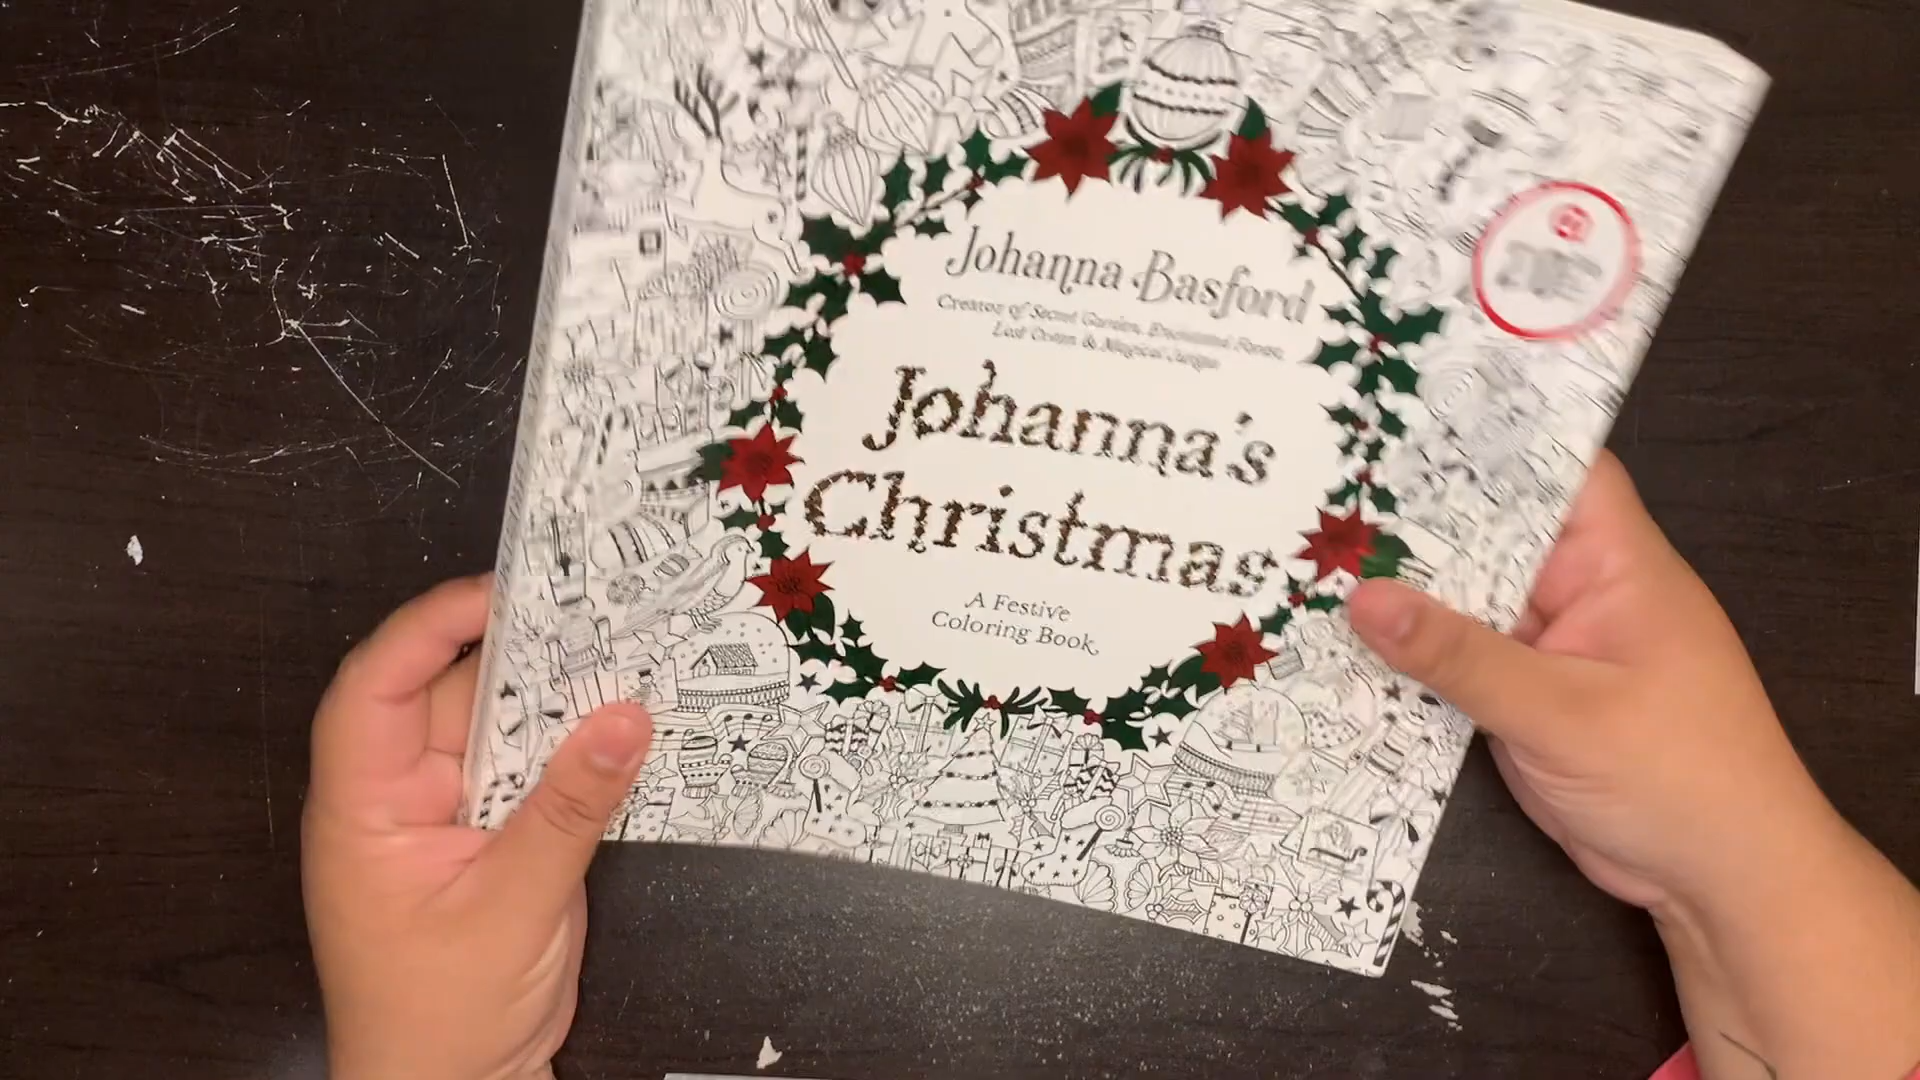 Johanna Basford
Creator of Secret Garden, Enchanted Forest,
Lost Ocean & Magical Jungle
Johanna's
Christmas
A Festive
Coloring Book